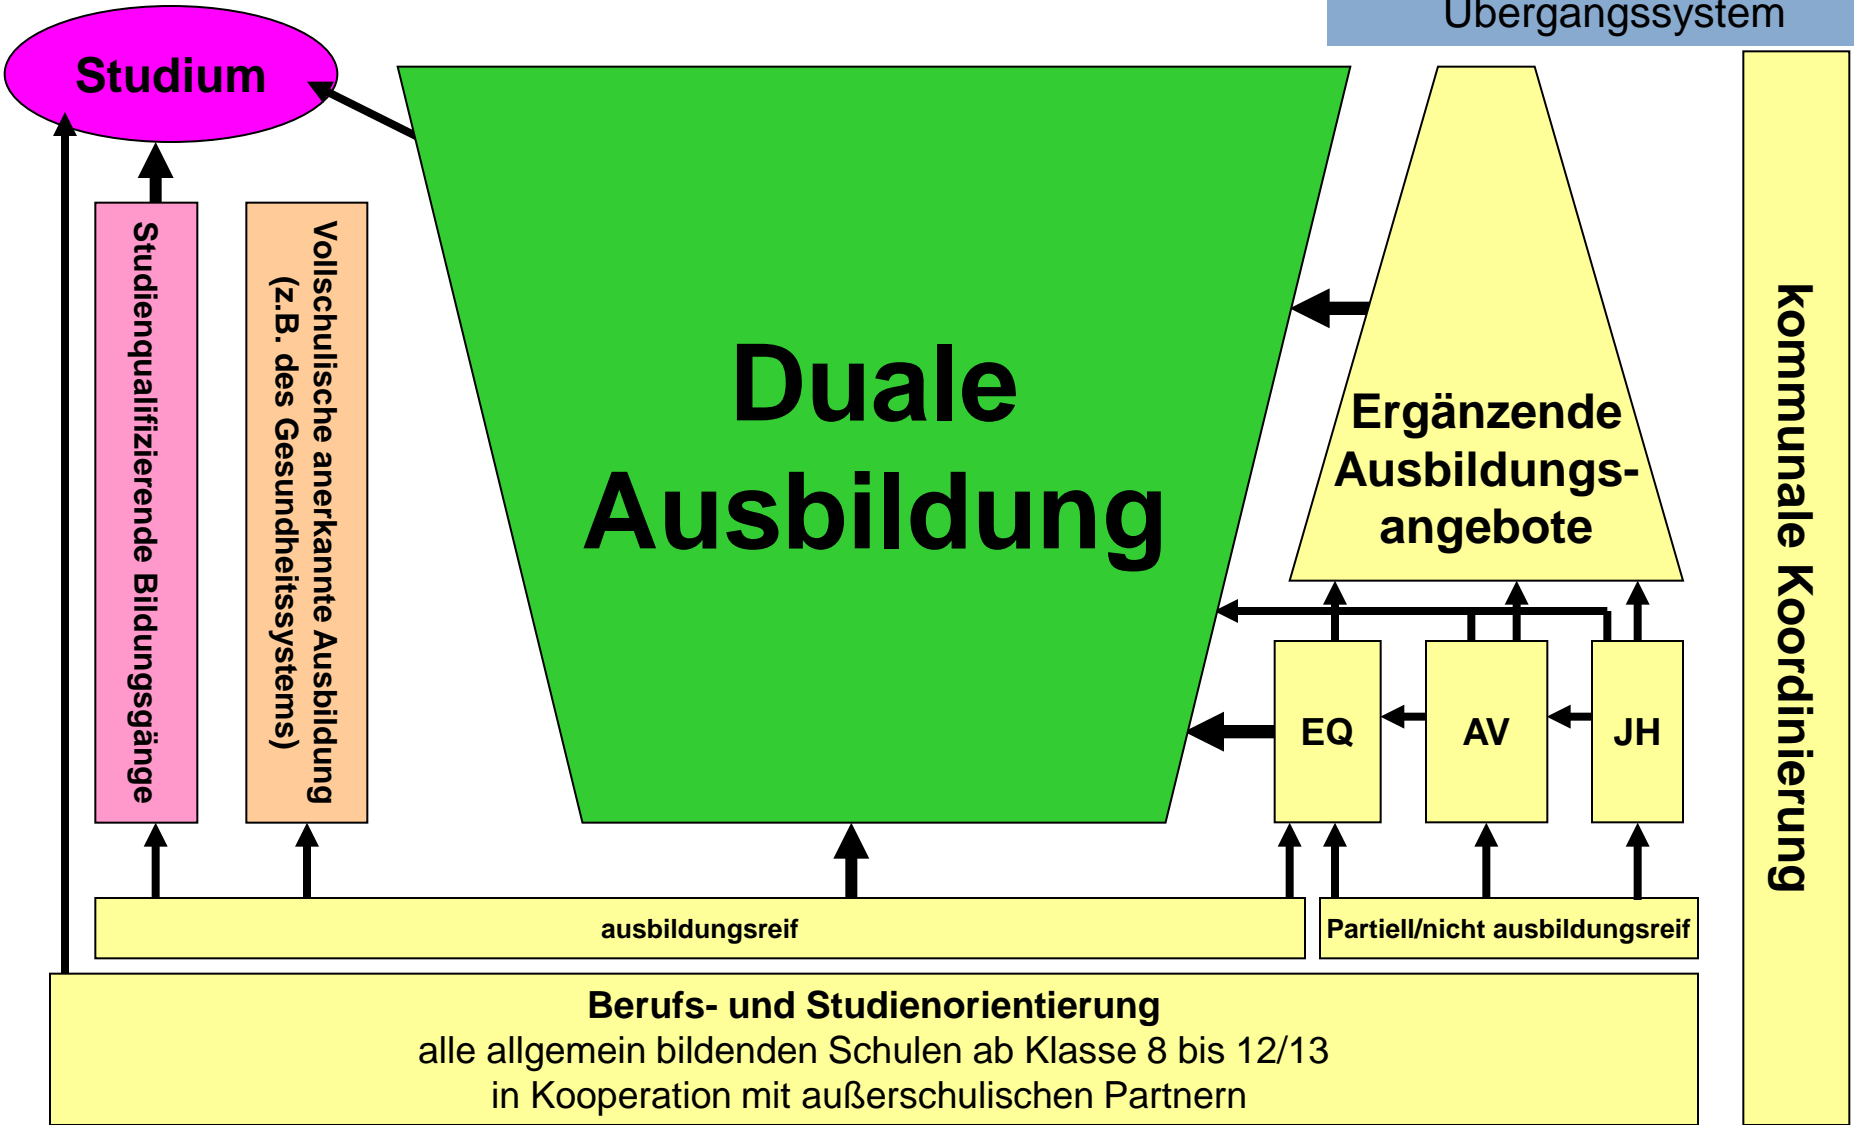 Übergangssystem
Studium
Studienqualifizierende Bildungsgänge
Vollschulische anerkannte Ausbildung
(z.B. des Gesundheitssystems)
Duale
Ausbildung
Ergänzende
Ausbildungs-
angebote
kommunale Koordinierung
EQ
AV
JH
ausbildungsreif
Partiell/nicht ausbildungsreif
Berufs- und Studienorientierung
alle allgemein bildenden Schulen ab Klasse 8 bis 12/13
in Kooperation mit außerschulischen Partnern